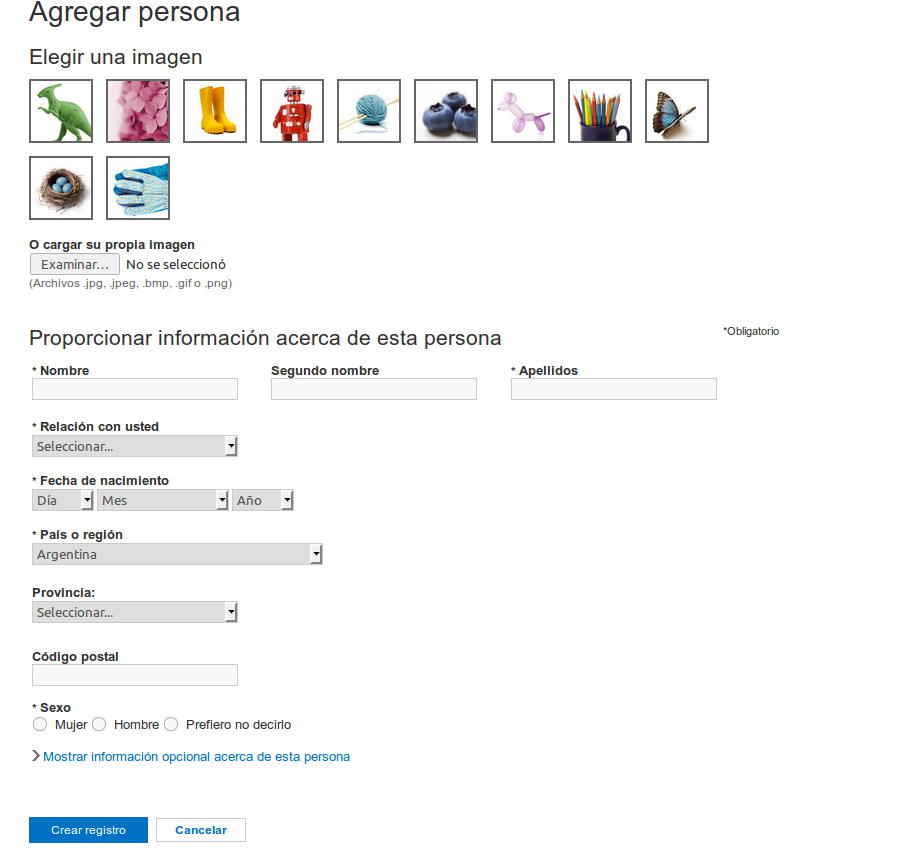 Agregar persona
Elegir una imagen
O cargar su propia imagen
Examinar... No se seleccionó
(Archivos .jpg, .jpeg, .bmp, .gif o .png)
Proporcionar información acerca de esta persona
*Obligatorio
* Nombre Segundo nombre * Apellidos
* Relación con usted
Seleccionar...
* Fecha de nacimiento
Día Mes Año
* País o región
Argentina
Provincia:
Seleccionar...
Código postal
* Sexo
Mujer Hombre Prefiero no decirlo
Mostrar información opcional acerca de esta persona
Crear registro Cancelar